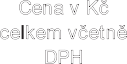 Cena v Kč
celkem včetně
DPH